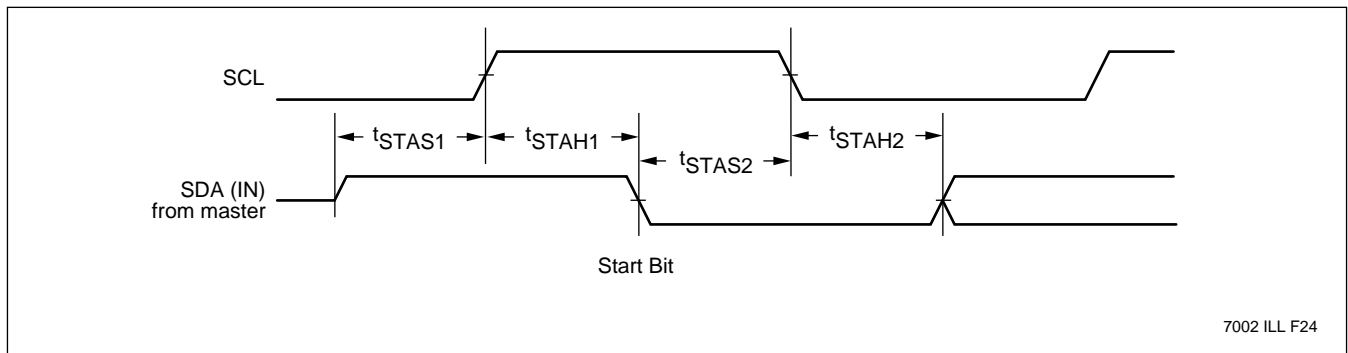 SCL
tSTAS1
tSTAH1
tSTAS2
tSTAH2
SDA (IN)
from master
Start Bit
7002 ILL F24